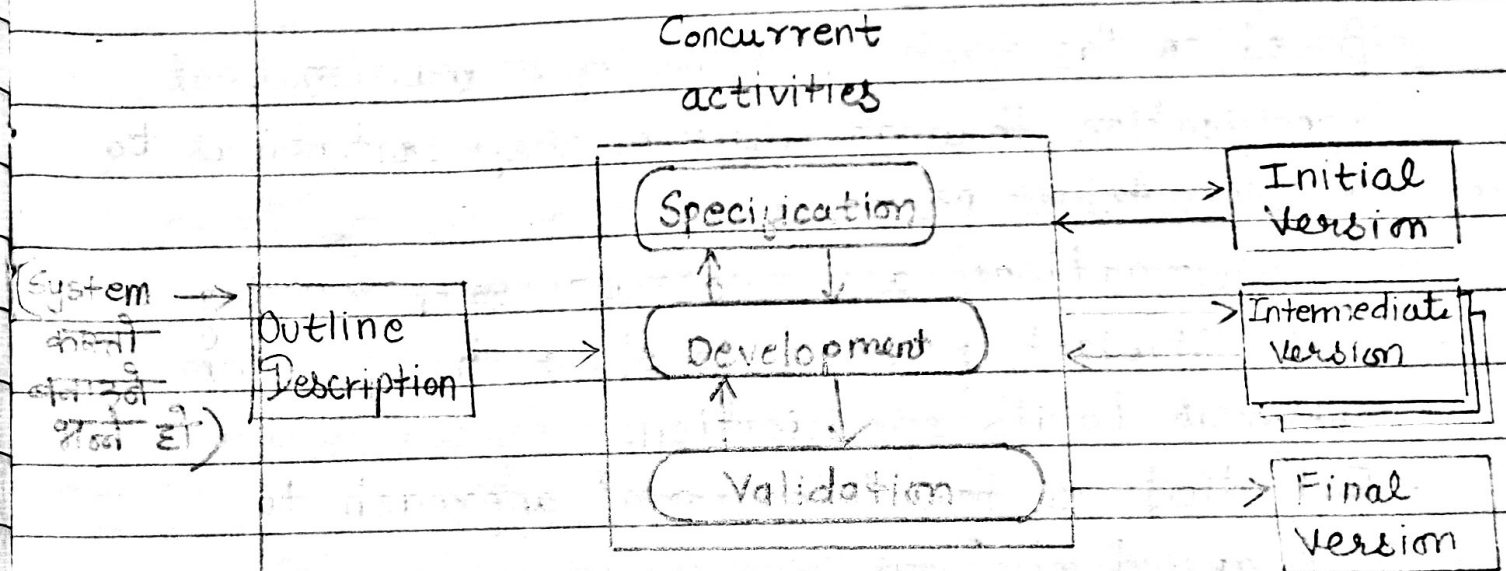 Concurrent
activities
Specification
Initial
Version
(System
Outline
Description
Development
Intermediate
Version
Validation
Final
Version